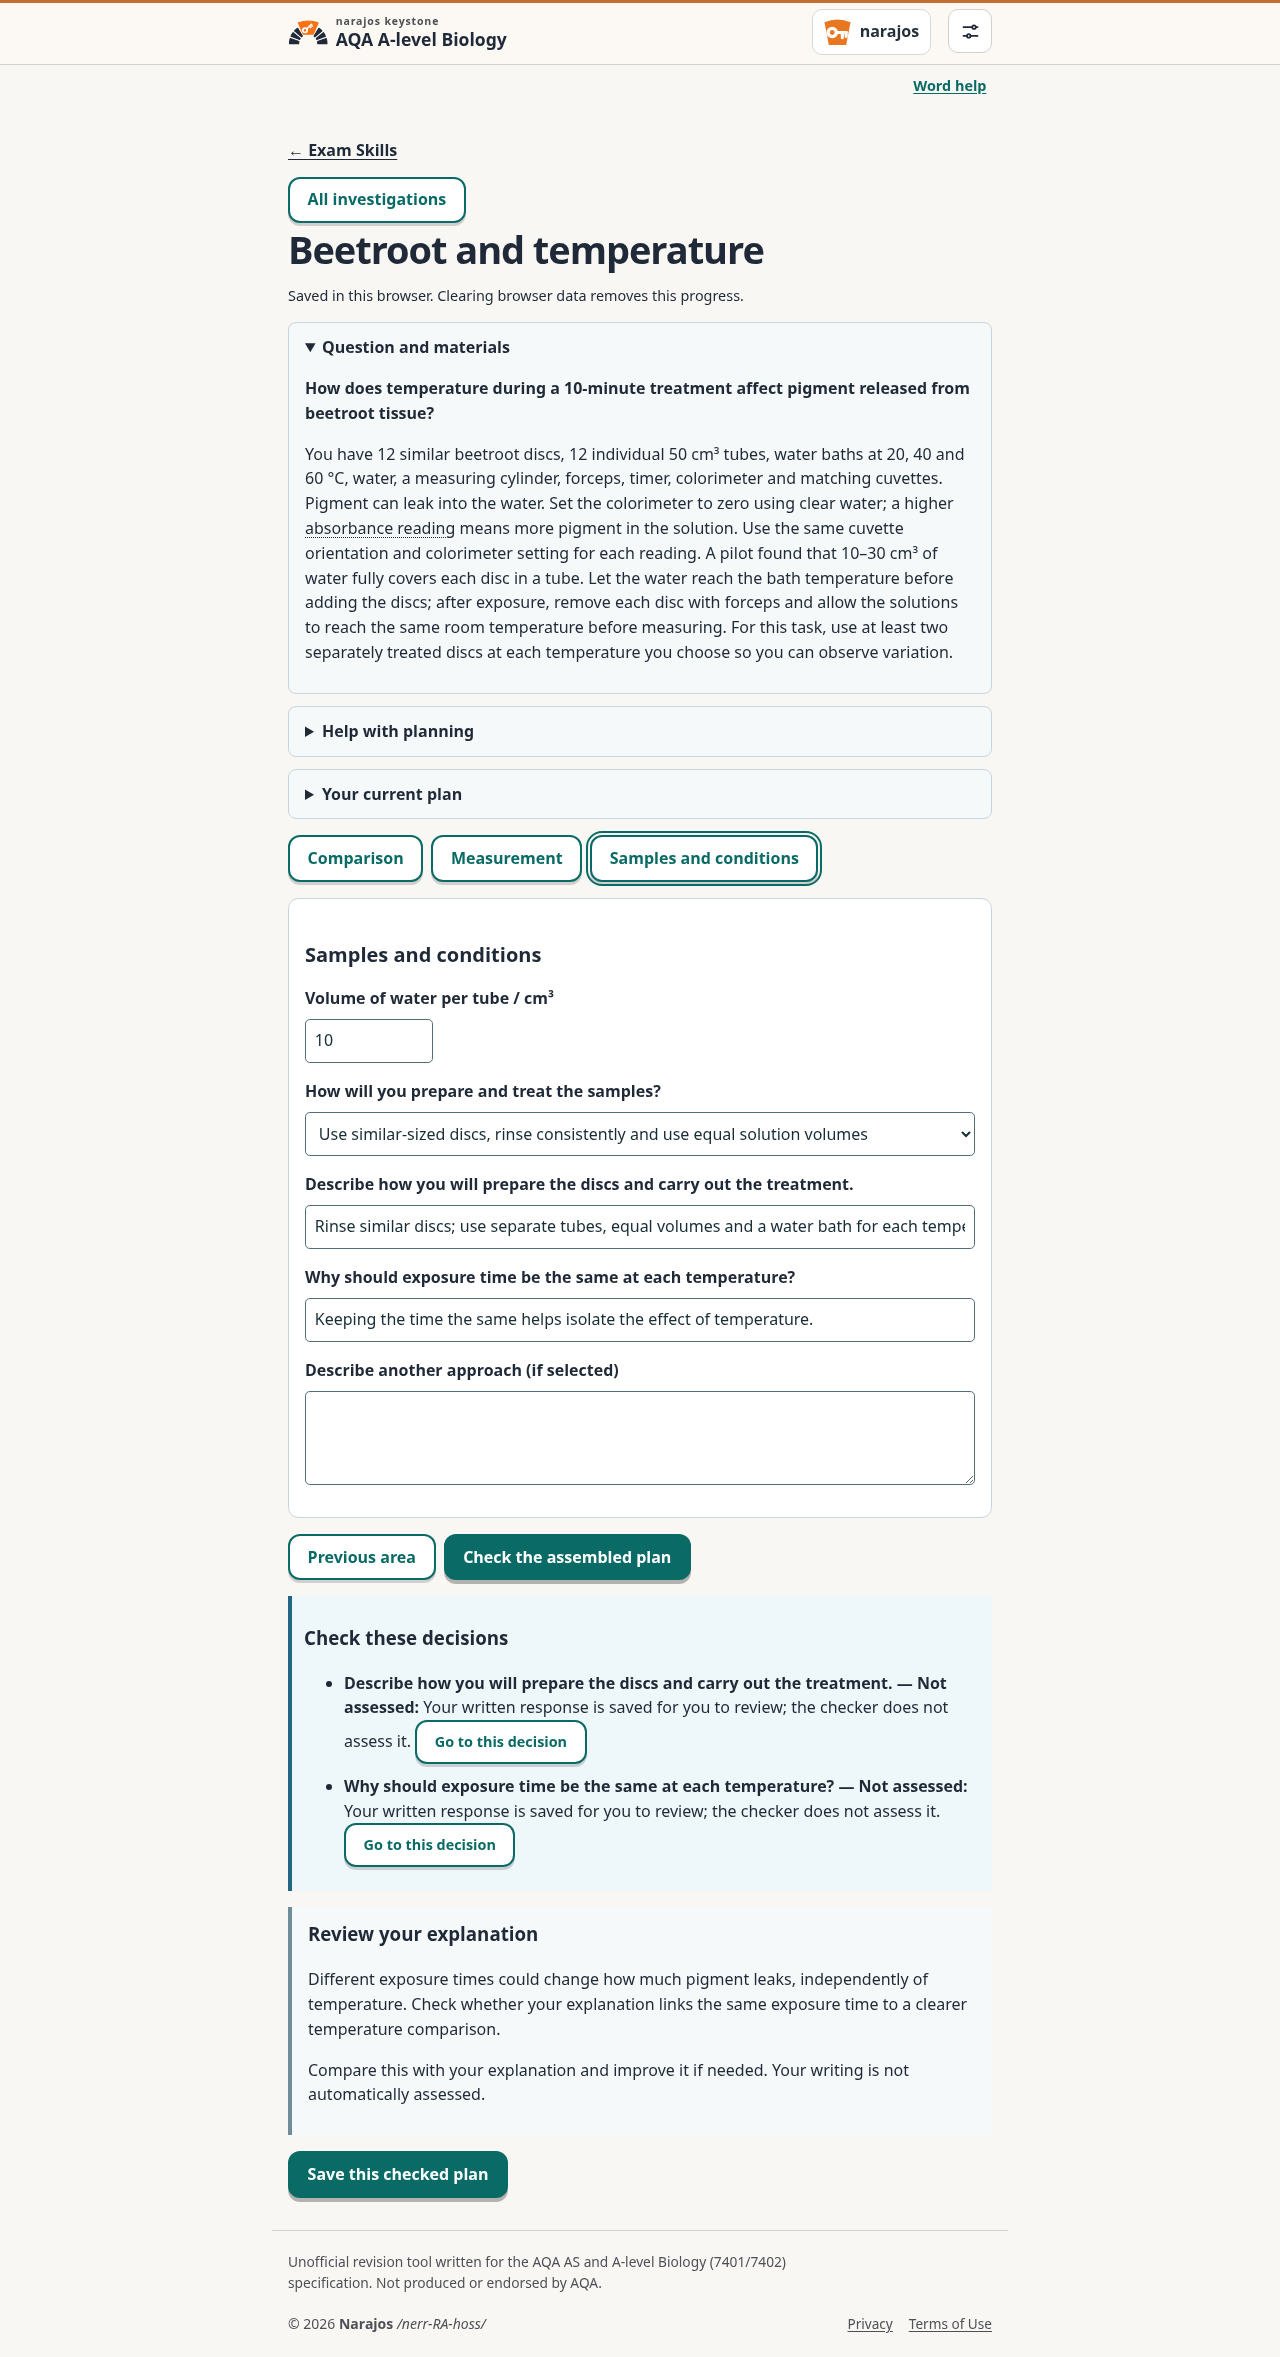 narajos keystone
AQA A-level Biology
narajos
Word help
← Exam Skills
All investigations
Beetroot and temperature
Saved in this browser. Clearing browser data removes this progress.
▼ Question and materials
How does temperature during a 10-minute treatment affect pigment released from
beetroot tissue?
You have 12 similar beetroot discs, 12 individual 50 cm³ tubes, water baths at 20, 40 and
60 °C, water, a measuring cylinder, forceps, timer, colorimeter and matching cuvettes.
Pigment can leak into the water. Set the colorimeter to zero using clear water; a higher
absorbance reading means more pigment in the solution. Use the same cuvette
orientation and colorimeter setting for each reading. A pilot found that 10–30 cm³ of
water fully covers each disc in a tube. Let the water reach the bath temperature before
adding the discs; after exposure, remove each disc with forceps and allow the solutions
to reach the same room temperature before measuring. For this task, use at least two
separately treated discs at each temperature you choose so you can observe variation.
▶ Help with planning
▶ Your current plan
Comparison Measurement Samples and conditions
Samples and conditions
Volume of water per tube / cm³
10
How will you prepare and treat the samples?
Use similar-sized discs, rinse consistently and use equal solution volumes
Describe how you will prepare the discs and carry out the treatment.
Rinse similar discs; use separate tubes, equal volumes and a water bath for each tempe
Why should exposure time be the same at each temperature?
Keeping the time the same helps isolate the effect of temperature.
Describe another approach (if selected)
Previous area Check the assembled plan
Check these decisions
• Describe how you will prepare the discs and carry out the treatment. — Not
assessed: Your written response is saved for you to review; the checker does not
assess it. Go to this decision
• Why should exposure time be the same at each temperature? — Not assessed:
Your written response is saved for you to review; the checker does not assess it.
Go to this decision
Review your explanation
Different exposure times could change how much pigment leaks, independently of
temperature. Check whether your explanation links the same exposure time to a clearer
temperature comparison.
Compare this with your explanation and improve it if needed. Your writing is not
automatically assessed.
Save this checked plan
Unofficial revision tool written for the AQA AS and A-level Biology (7401/7402)
specification. Not produced or endorsed by AQA.
© 2026 Narajos /nerr-RA-hoss/
Privacy Terms of Use